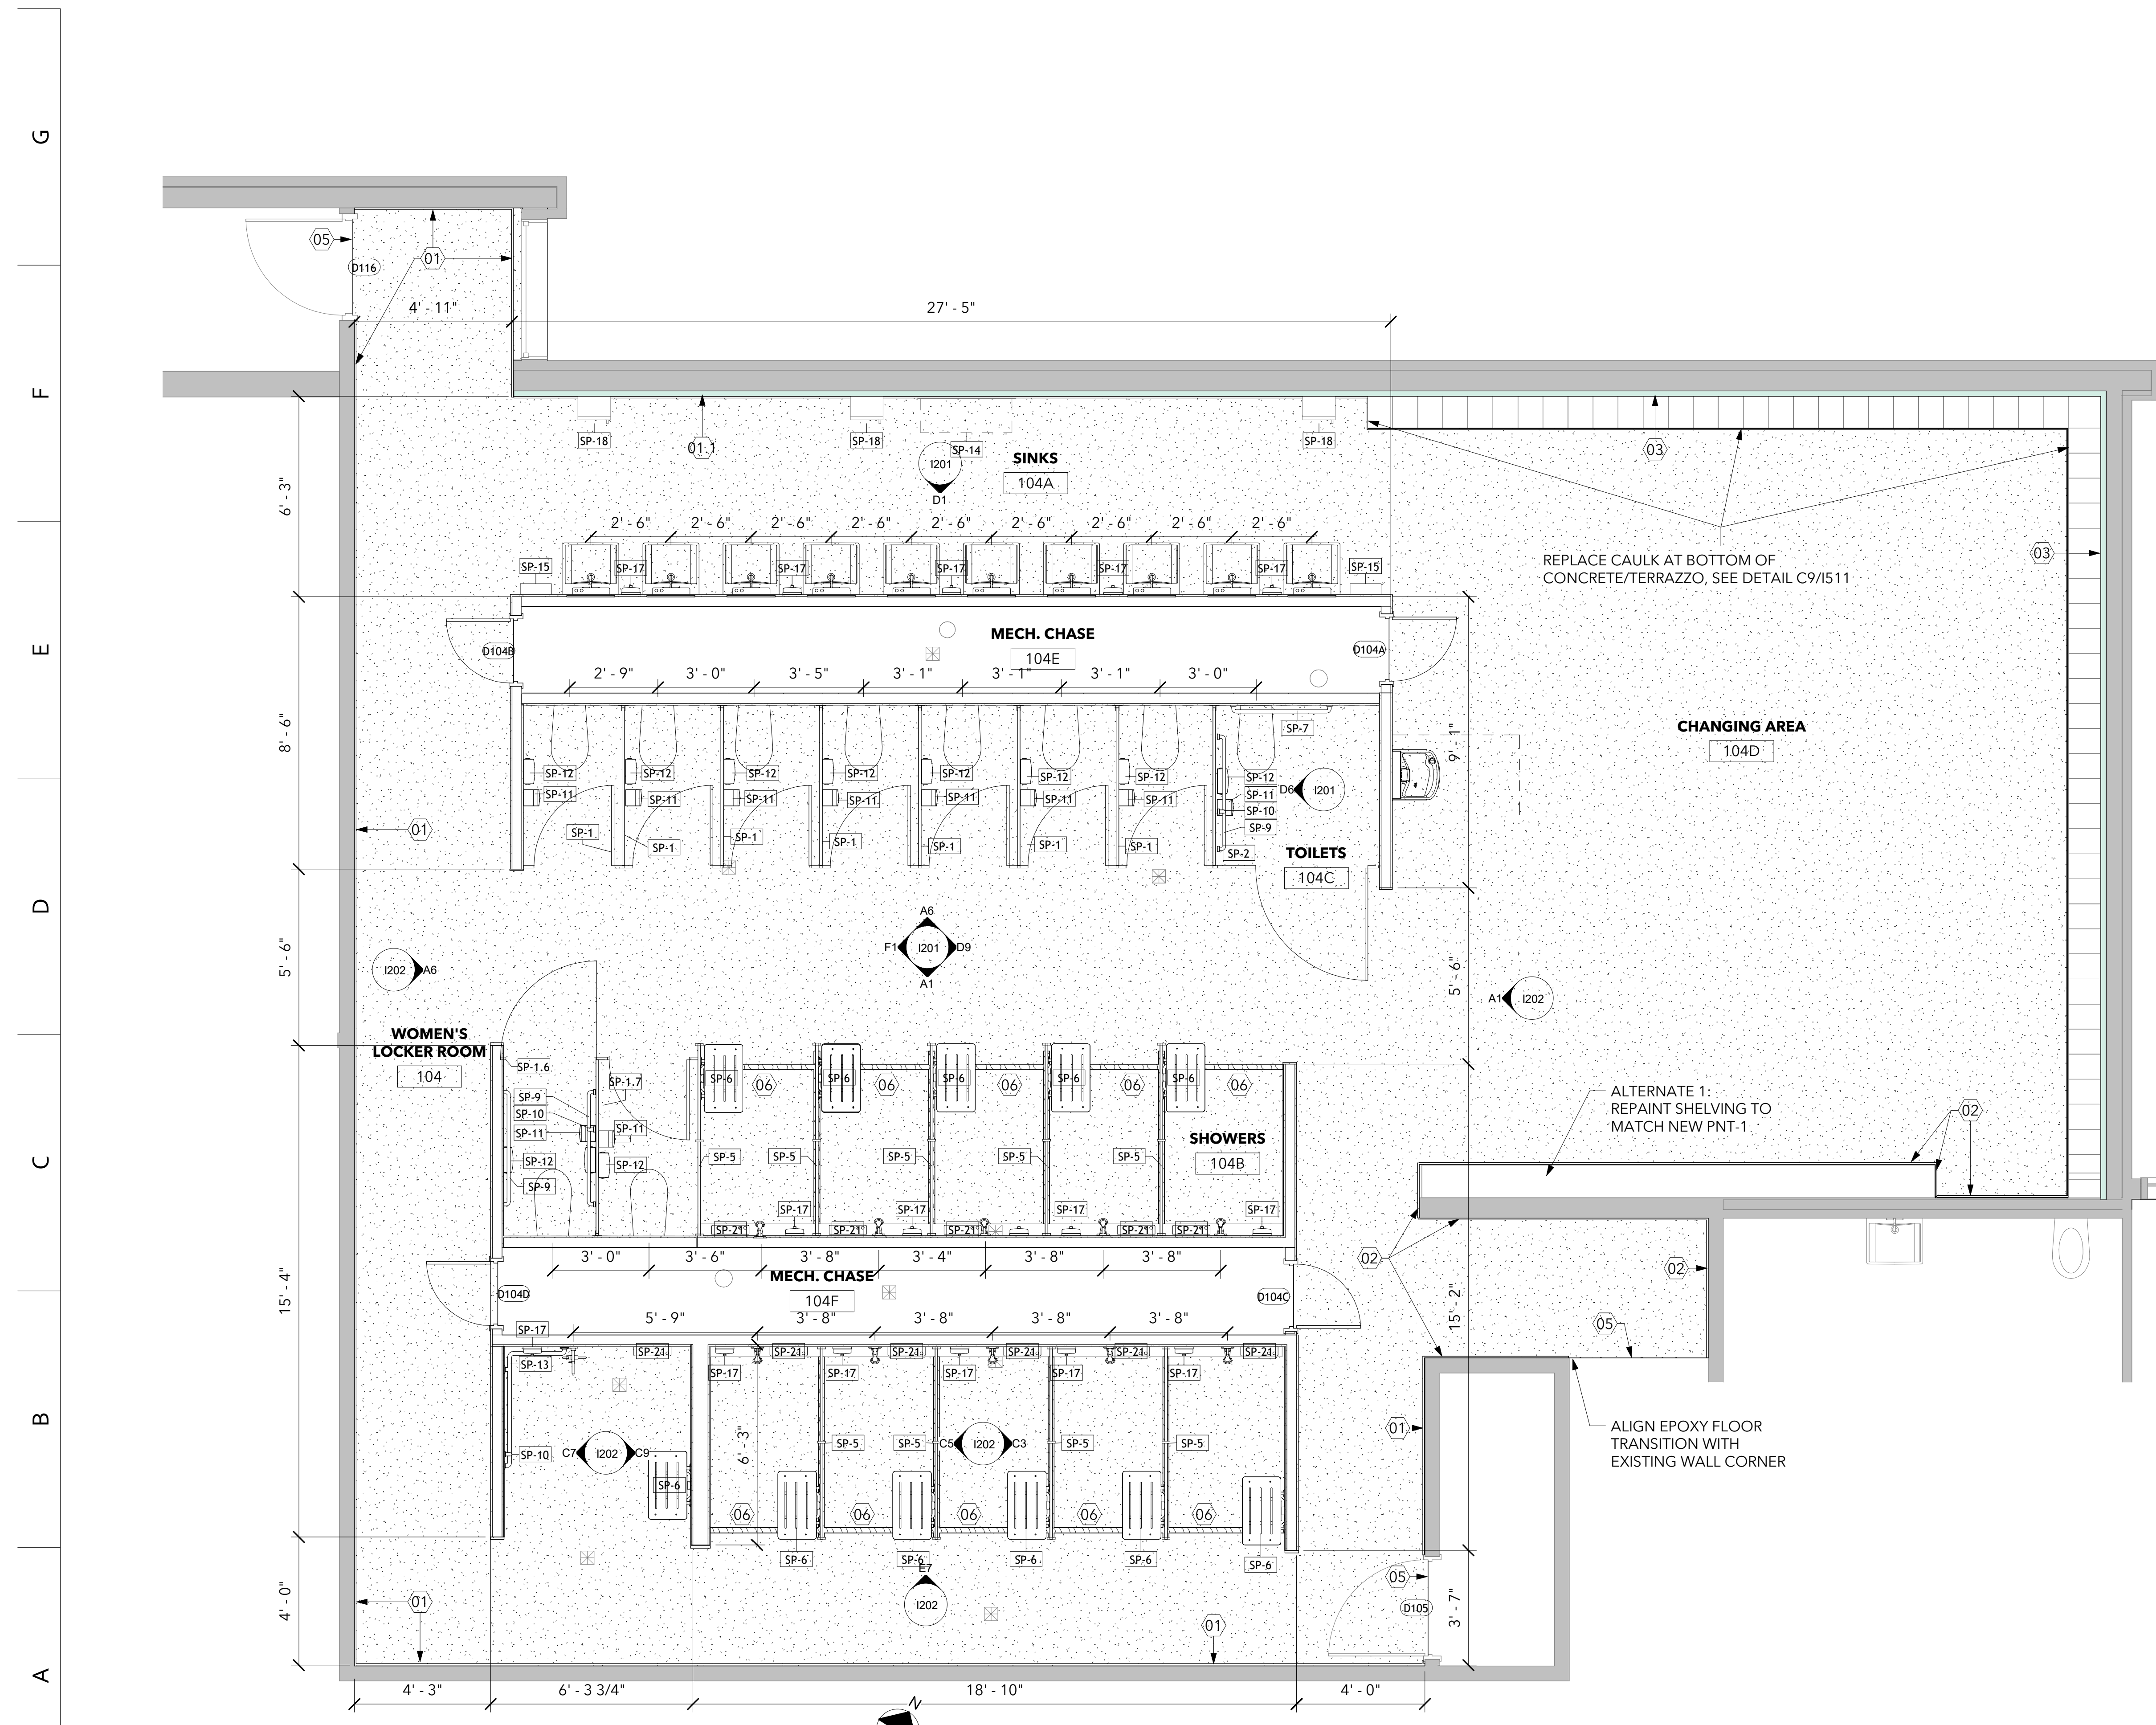 G
F
E
D
C
B
A
05
D116
01
4' - 11"
27' - 5"
SP-18
SP-18
SP-14
SP-18
01.1
03
I201
D1
SINKS
104A
6' - 3"
2' - 6"
2' - 6"
2' - 6"
2' - 6"
2' - 6"
2' - 6"
2' - 6"
2' - 6"
2' - 6"
SP-15
SP-17
SP-17
SP-17
SP-17
SP-17
SP-15
REPLACE CAULK AT BOTTOM OF
CONCRETE/TERRAZZO, SEE DETAIL C9/I511
03
D104B
MECH. CHASE
104E
D104A
2' - 9"
3' - 0"
3' - 5"
3' - 1"
3' - 1"
3' - 1"
3' - 0"
8' - 6"
9' - 1"
SP-7
CHANGING AREA
104D
SP-12
SP-12
SP-12
SP-12
SP-12
SP-12
SP-12
SP-12
SP-11
SP-11
SP-11
SP-11
SP-11
SP-11
SP-11
SP-11
SP-10
SP-9
D6
I201
01
SP-1
SP-1
SP-1
SP-1
SP-1
SP-1
SP-1
SP-2
TOILETS
104C
A6
F1
I201
D9
A1
5' - 6"
I202
A6
5' - 6"
A1
I202
WOMEN'S
LOCKER ROOM
104
SP-1.6
SP-1.7
SP-9
SP-10
SP-11
SP-11
SP-12
SP-12
SP-9
SP-6
06
SP-6
06
SP-6
06
SP-6
06
SP-6
06
ALTERNATE 1:
REPAINT SHELVING TO
MATCH NEW PNT-1
02
SHOWERS
104B
SP-5
SP-5
SP-5
SP-5
SP-5
SP-17
SP-17
SP-17
SP-17
SP-21
SP-21
SP-21
SP-21
SP-21
3' - 0"
3' - 6"
3' - 8"
3' - 4"
3' - 8"
3' - 8"
02
02
D104D
MECH. CHASE
104F
D104C
15' - 4"
15' - 2"
05
5' - 9"
3' - 8"
3' - 8"
3' - 8"
3' - 8"
SP-17
SP-13
SP-21
SP-21
SP-21
SP-21
SP-21
SP-21
SP-17
SP-17
SP-17
SP-17
SP-17
6' - 3"
SP-10
C7
I202
C9
SP-6
SP-5
SP-5
C5
I202
C3
SP-5
SP-5
01
ALIGN EPOXY FLOOR
TRANSITION WITH
EXISTING WALL CORNER
06
06
06
06
06
SP-6
SP-6
SP-6
SP-6
SP-6
E7
I202
05
D105
4' - 0"
3' - 7"
01
01
4' - 3"
6' - 3 3/4"
18' - 10"
4' - 0"
N